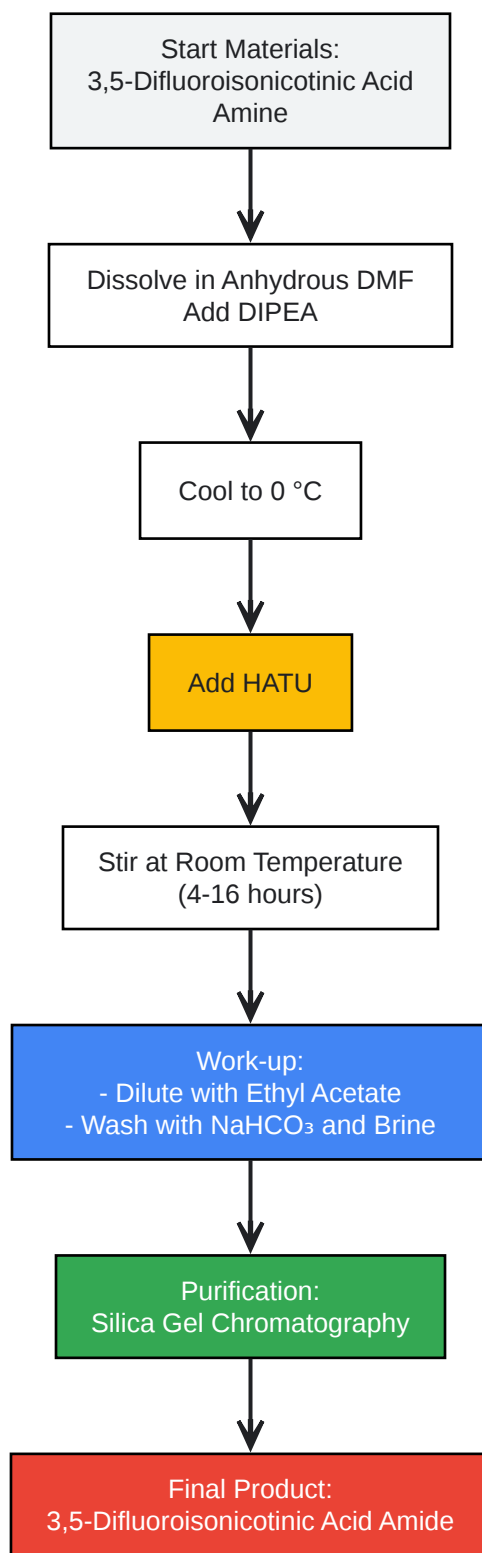 Start Materials:
3,5-Difluoroisonicotinic Acid
Amine
Dissolve in Anhydrous DMF
Add DIPEA
Cool to 0 °C
Add HATU
Stir at Room Temperature
(4-16 hours)
Work-up:
- Dilute with Ethyl Acetate
- Wash with NaHCO₃ and Brine
Purification:
Silica Gel Chromatography
Final Product:
3,5-Difluoroisonicotinic Acid Amide